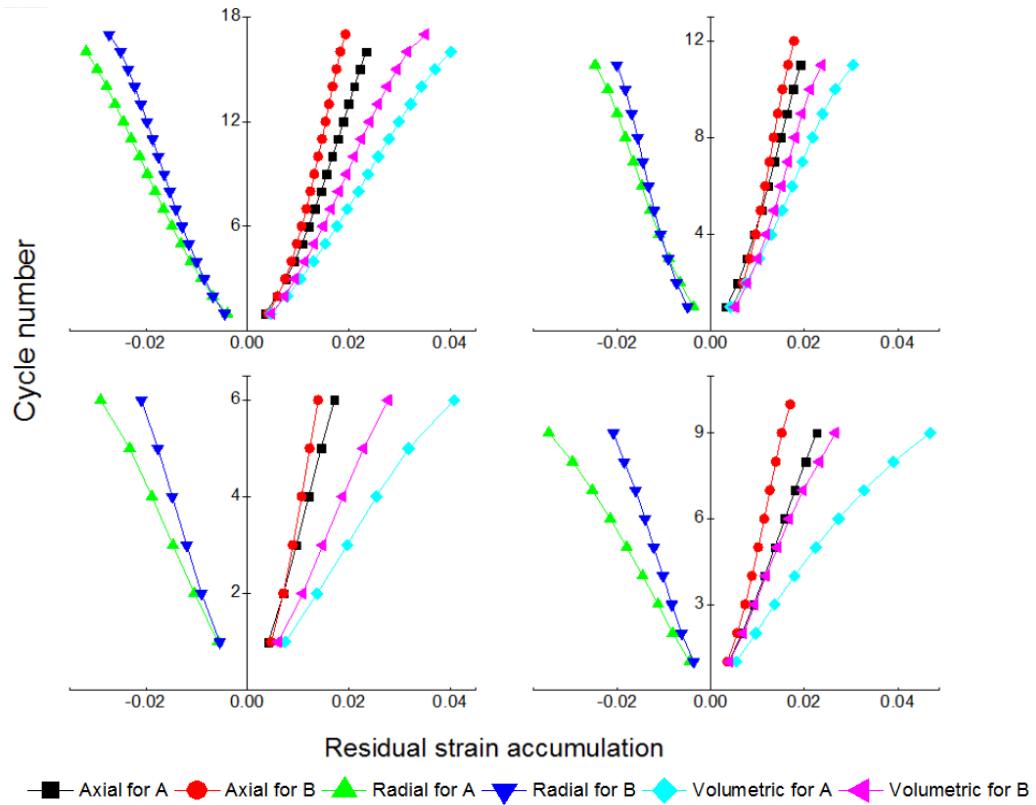 18
12
6
-0.02 0.00 0.02 0.04
12
8
4
-0.02 0.00 0.02 0.04
Cycle number
6
4
2
-0.02 0.00 0.02 0.04
9
6
3
-0.02 0.00 0.02 0.04
Residual strain accumulation
Axial for A Axial for B Radial for A Radial for B Volumetric for A Volumetric for B